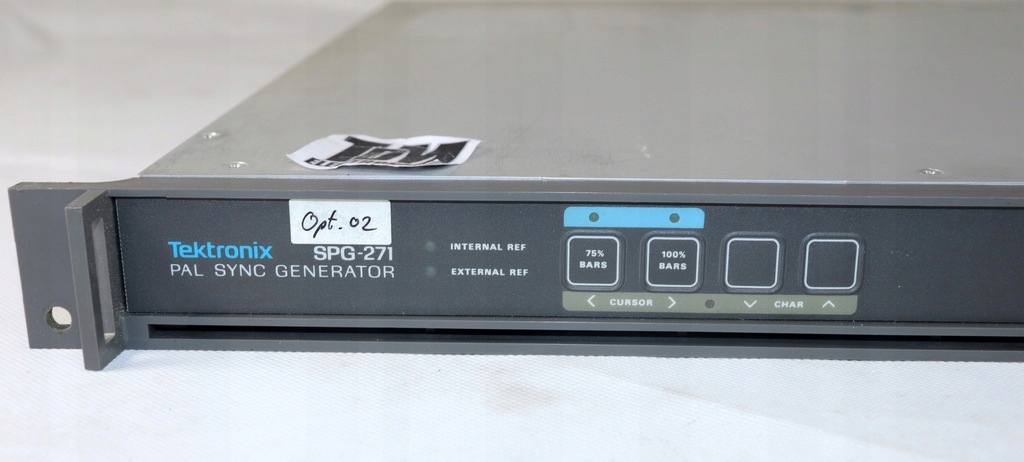 Opt. 02
Tektronix SPG-271
PAL SYNC GENERATOR
INTERNAL REF
EXTERNAL REF
75%
BARS
100%
BARS
< CURSOR >
CHAR